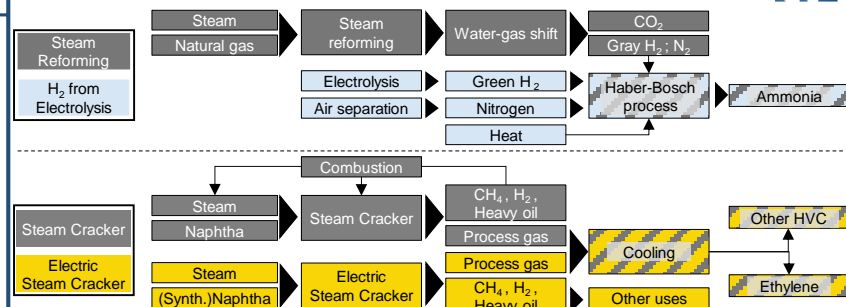 Steam
Natural gas
Steam
reforming
Water-gas shift
CO₂
Gray H₂ ; N₂
Steam
Reforming
H₂ from
Electrolysis
Electrolysis
Green H₂
Haber-Bosch
process
Ammonia
Air separation
Nitrogen
Heat
Combustion
Steam
Naphtha
Steam Cracker
CH₄, H₂,
Heavy oil
Process gas
Steam Cracker
Electric
Steam Cracker
Other HVC
Cooling
Process gas
Steam
(Synth.)Naphtha
Electric
Steam Cracker
CH₄, H₂,
Heavy oil
Other uses
Ethylene